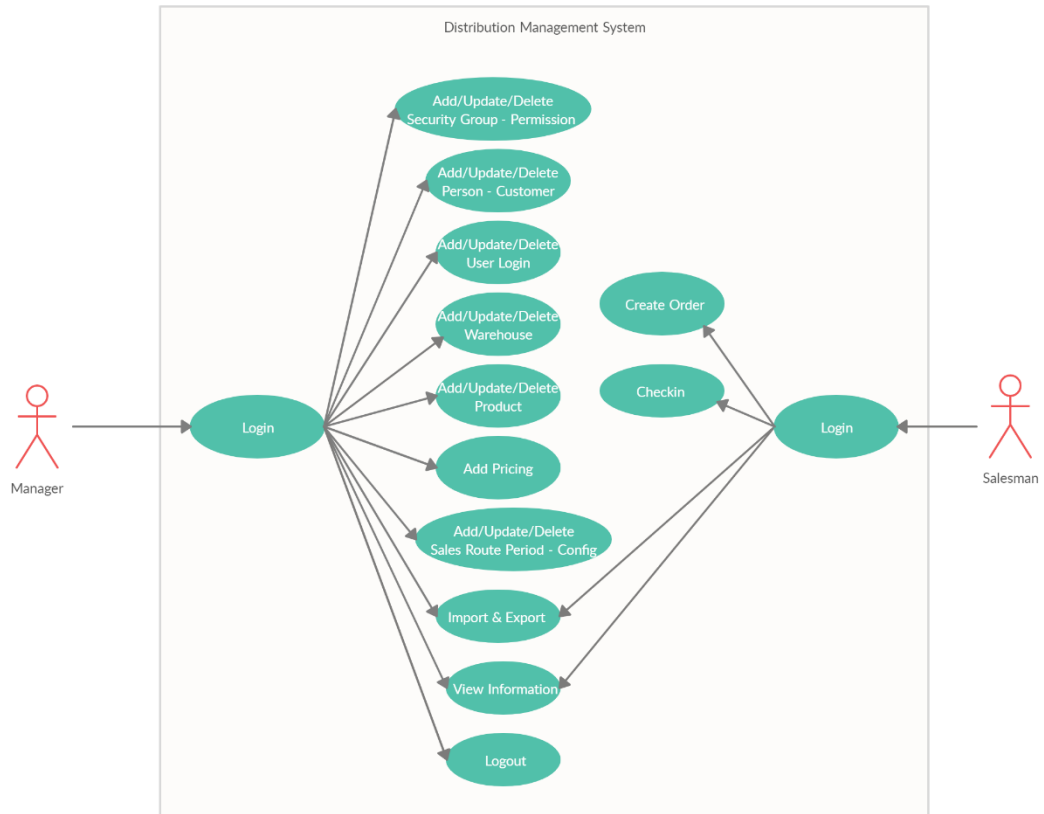 Distribution Management System
Add/Update/Delete
Security Group - Permission
Add/Update/Delete
Person - Customer
Add/Update/Delete
User Login
Add/Update/Delete
Warehouse
Add/Update/Delete
Product
Add Pricing
Add/Update/Delete
Sales Route Period - Config
Import & Export
View Information
Logout
Create Order
Checkin
Login
Login
Manager
Salesman